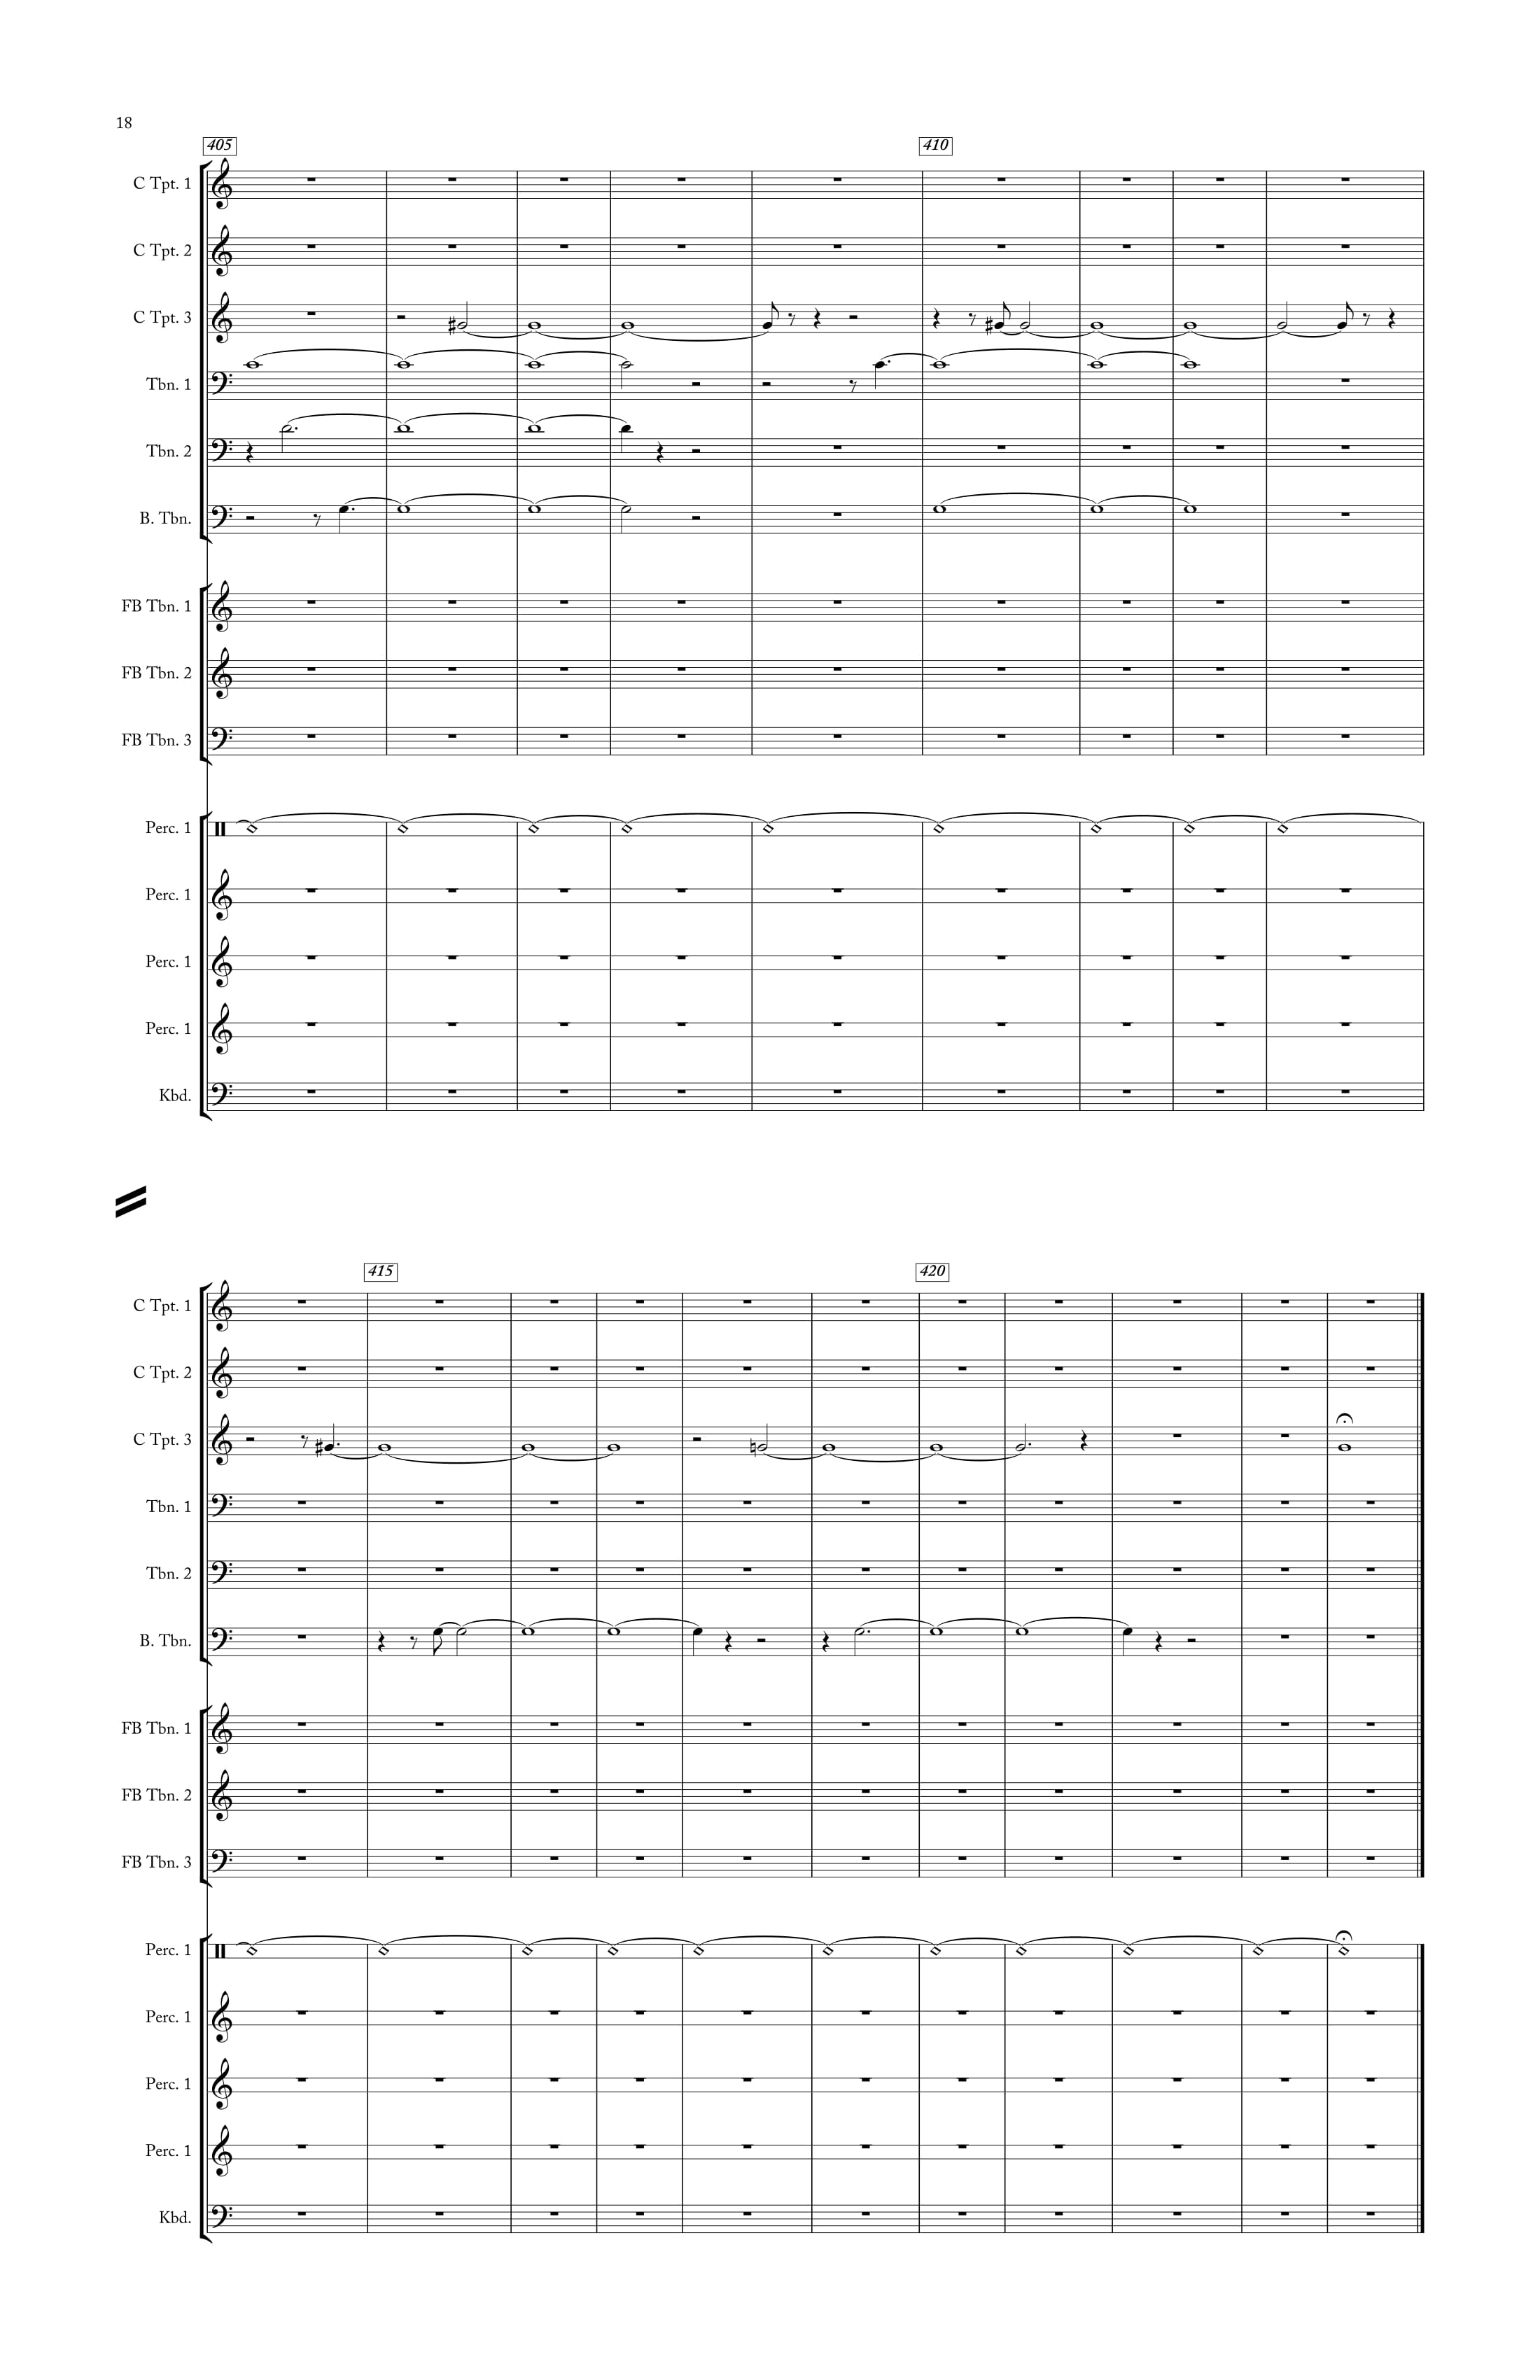 18
405
410
C Tpt. 1
C Tpt. 2
C Tpt. 3
Tbn. 1
Tbn. 2
B. Tbn.
FB Tbn. 1
FB Tbn. 2
FB Tbn. 3
Perc. 1
Perc. 1
Perc. 1
Perc. 1
Kbd.
415
420
C Tpt. 1
C Tpt. 2
C Tpt. 3
Tbn. 1
Tbn. 2
B. Tbn.
FB Tbn. 1
FB Tbn. 2
FB Tbn. 3
Perc. 1
Perc. 1
Perc. 1
Perc. 1
Kbd.